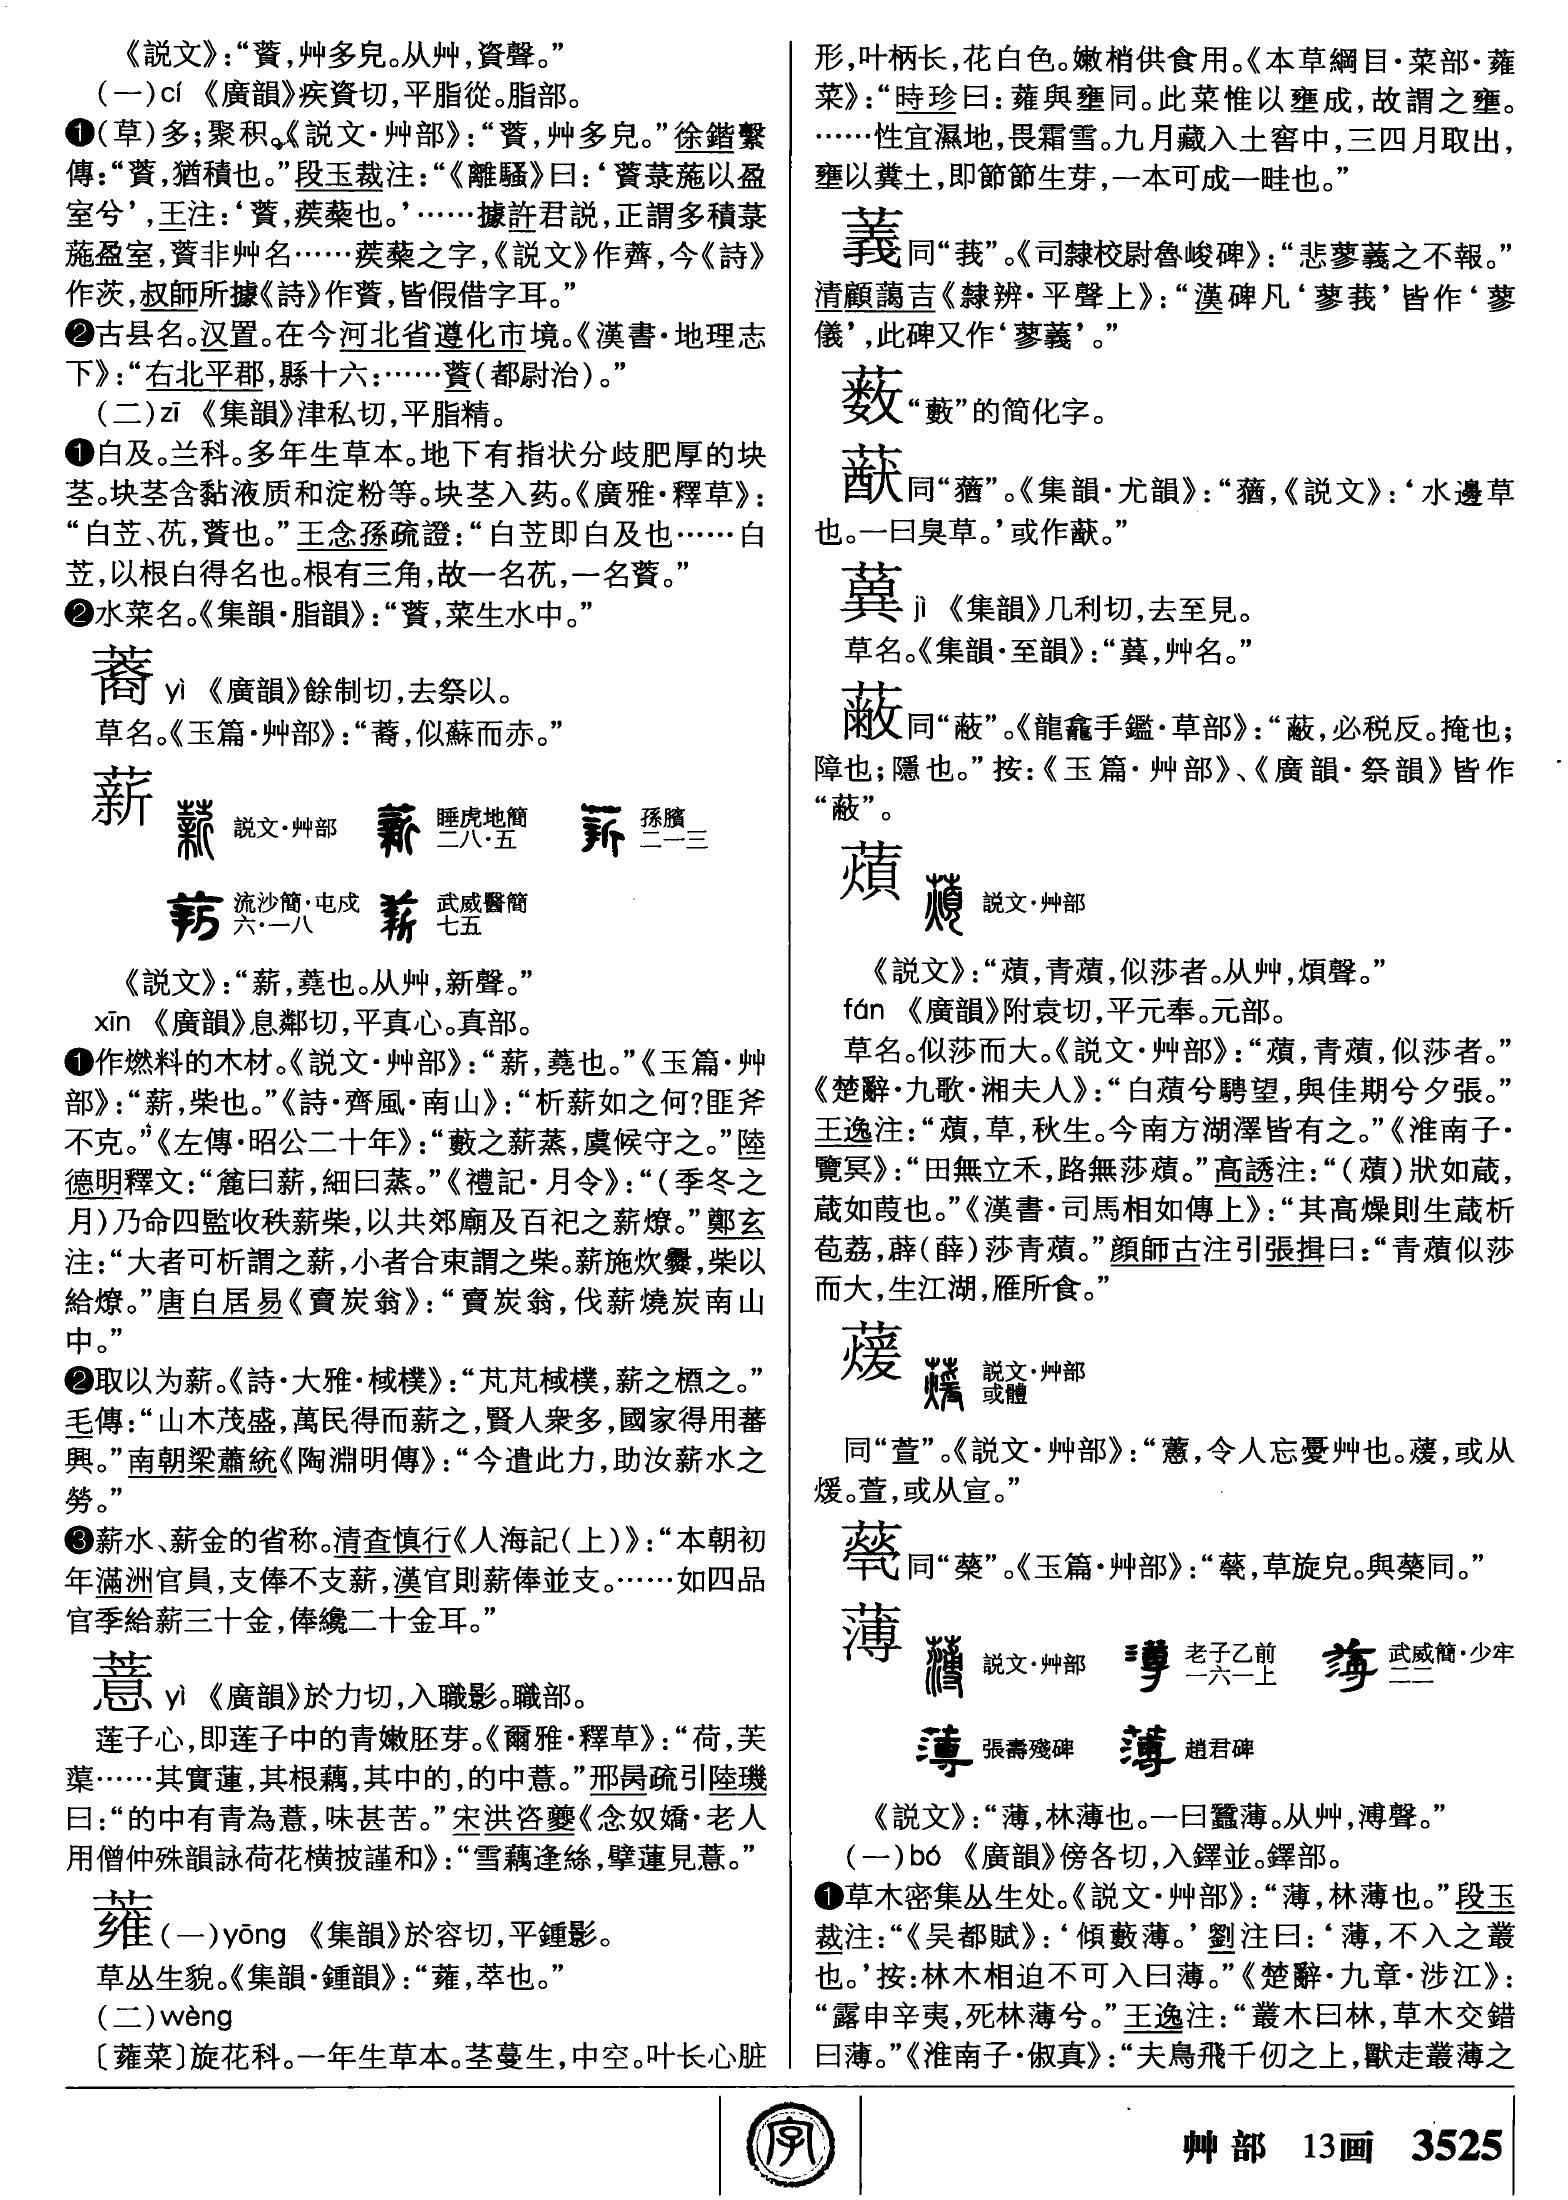 《説文》：“薋，艸多皃。从艸，資聲。”
（一）cí 《廣韻》疾資切，平脂從。脂部。
❶（草）多；聚积。《説文·艸部》：“薋，艸多皃。”徐鍇繫
傳：“薋，猶積也。”段玉裁注：“《離騷》曰：‘薋菉葹以盈
室兮’，王注：‘薋，蒺蔾也。’……據許君説，正謂多積菉
葹盈室，薋非艸名……蒺蔾之字，《説文》作薺，今《詩》
作茨，叔師所據《詩》作薋，皆假借字耳。”
❷古县名。汉置。在今河北省遵化市境。《漢書·地理志
下》：“右北平郡，縣十六：……薋（都尉治）。”
（二）zī 《集韻》津私切，平脂精。
❶白及。兰科。多年生草本。地下有指状分歧肥厚的块
茎。块茎含黏液质和淀粉等。块茎入药。《廣雅·釋草》：
“白苙、艽，薋也。”王念孫疏證：“白苙即白及也……白
苙，以根白得名也。根有三角，故一名艽，一名薋。”
❷水菜名。《集韻·脂韻》：“薋，菜生水中。”
蕥 yì 《廣韻》餘制切，去祭以。
草名。《玉篇·艸部》：“，似蘇而赤。”
薪 説文·艸部 睡虎地簡二八·五 孫臏二一三
流沙簡·屯戍六·一八 武威醫簡七五
《説文》：“薪，蕘也。从艸，新聲。”
xīn 《廣韻》息鄰切，平真心。真部。
❶作燃料的木材。《説文·艸部》：“薪，蕘也。”《玉篇·艸
部》：“薪，柴也。”《詩·齊風·南山》：“析薪如之何？匪斧
不克。”《左傳·昭公二十年》：“藪之薪蒸，虞候守之。”陸
德明釋文：“麄曰薪，細曰蒸。”《禮記·月令》：“（季冬之
月）乃命四監收秩薪柴，以共郊廟及百祀之薪燎。”鄭玄
注：“大者可析謂之薪，小者合束謂之柴。薪施炊爨，柴以
給燎。”唐白居易《賣炭翁》：“賣炭翁，伐薪燒炭南山
中。”
❷取以为薪。《詩·大雅·棫樸》：“芃芃棫樸，薪之槱之。”
毛傳：“山木茂盛，萬民得而薪之，賢人衆多，國家得用蕃
興。”南朝梁蕭統《陶淵明傳》：“今遣此力，助汝薪水之
勞。”
❸薪水、薪金的省称。清查慎行《人海記（上）》：“本朝初
年滿洲官員，支俸不支薪，漢官則薪俸並支。……如四品
官季給薪三十金，俸纔二十金耳。”
薏 yì 《廣韻》於力切，入職影。職部。
莲子心，即莲子中的青嫩胚芽。《爾雅·釋草》：“荷，芙
蕖……其實蓮，其根藕，其中的，的中薏。”邢昺疏引陸璣
曰：“的中有青為薏，味甚苦。”宋洪咨夔《念奴嬌·老人
用僧仲殊韻詠荷花横披謹和》：“雪藕逢絲，擘蓮見薏。”
蕹 （一）yōng 《集韻》於容切，平鍾影。
草丛生貌。《集韻·鍾韻》：“蕹，萃也。”
（二）wèng
〔蕹菜〕旋花科。一年生草本。茎蔓生，中空。叶长心脏
形，叶柄长，花白色。嫩梢供食用。《本草綱目·菜部·蕹
菜》：“時珍曰：蕹與壅同。此菜惟以壅成，故謂之壅。
……性宜濕地，畏霜雪。九月藏入土窖中，三四月取出，
壅以糞土，即節節生芽，一本可成一畦也。”
䕏同“莪”。《司隸校尉魯峻碑》：“悲蓼䕏之不報。”
清顧藹吉《隸辨·平聲上》：“漢碑凡‘蓼莪’皆作‘蓼
儀’，此碑又作‘蓼䕏’。”
薮 “藪”的简化字。
同“蕕”。《集韻·尤韻》：“蕕，《説文》：‘水邊草
也。一曰臭草。’或作。”
jì 《集韻》几利切，去至見。
草名。《集韻·至韻》：“，艸名。”
同“蔽”。《龍龕手鑑·草部》：“，必税反。掩也；
障也；隱也。”按：《玉篇·艸部》、《廣韻·祭韻》皆作
“蔽”。
薠 説文·艸部
《説文》：“薠，青薠，似莎者。从艸，煩聲。”
fán 《廣韻》附袁切，平元奉。元部。
草名。似莎而大。《説文·艸部》：“薠，青薠，似莎者。”
《楚辭·九歌·湘夫人》：“白薠兮騁望，與佳期兮夕張。”
王逸注：“薠，草，秋生。今南方湖澤皆有之。”《淮南子·
覽冥》：“田無立禾，路無莎薠。”高誘注：“（薠）狀如葴，
葴如葭也。”《漢書·司馬相如傳上》：“其高燥則生葴析
苞荔，薜（薛）莎青薠。”顔師古注引張揖曰：“青薠似莎
而大，生江湖，雁所食。”
蕿 説文·艸部或體
同“萱”。《説文·艸部》：“藼，令人忘憂艸也。蕿，或从
煖。萱，或从宣。”
同“蘃”。《玉篇·艸部》：“，草旋皃。與同。”
薄 説文·艸部 老子乙前一六一上 武威簡·少牢二二
張壽殘碑 趙君碑
《説文》：“薄，林薄也。一曰蠶薄。从艸，溥聲。”
（一）bó 《廣韻》傍各切，入鐸並。鐸部。
❶草木密集丛生处。《説文·艸部》：“薄，林薄也。”段玉
裁注：“《吴都賦》：‘傾藪薄。’劉注曰：‘薄，不入之叢
也。’按：林木相迫不可入曰薄。”《楚辭·九章·涉江》：
“露申辛夷，死林薄兮。”王逸注：“叢木曰林，草木交錯
曰薄。”《淮南子·俶真》：“夫鳥飛千仞之上，獸走叢薄之
字
艸部 13画 3525